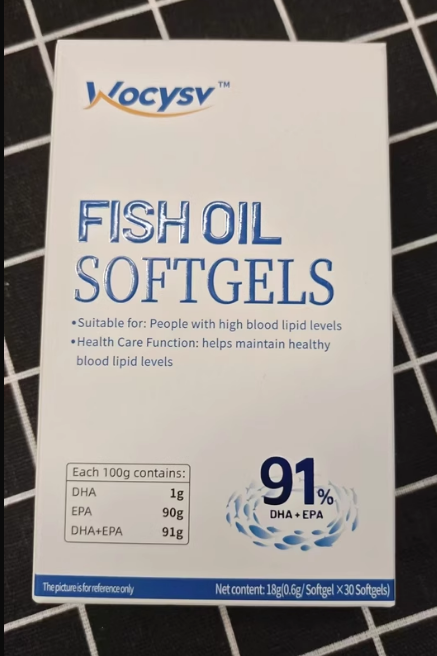 Wocysv™
FISH OIL
SOFTGELS
•Suitable for: People with high blood lipid levels
•Health Care Function: helps maintain healthy
blood lipid levels
Each 100g contains:
DHA 1g
EPA 90g
DHA+EPA 91g
91%
DHA + EPA
The picture is for reference only
Net content: 18g(0.6g/ Softgel ×30 Softgels)